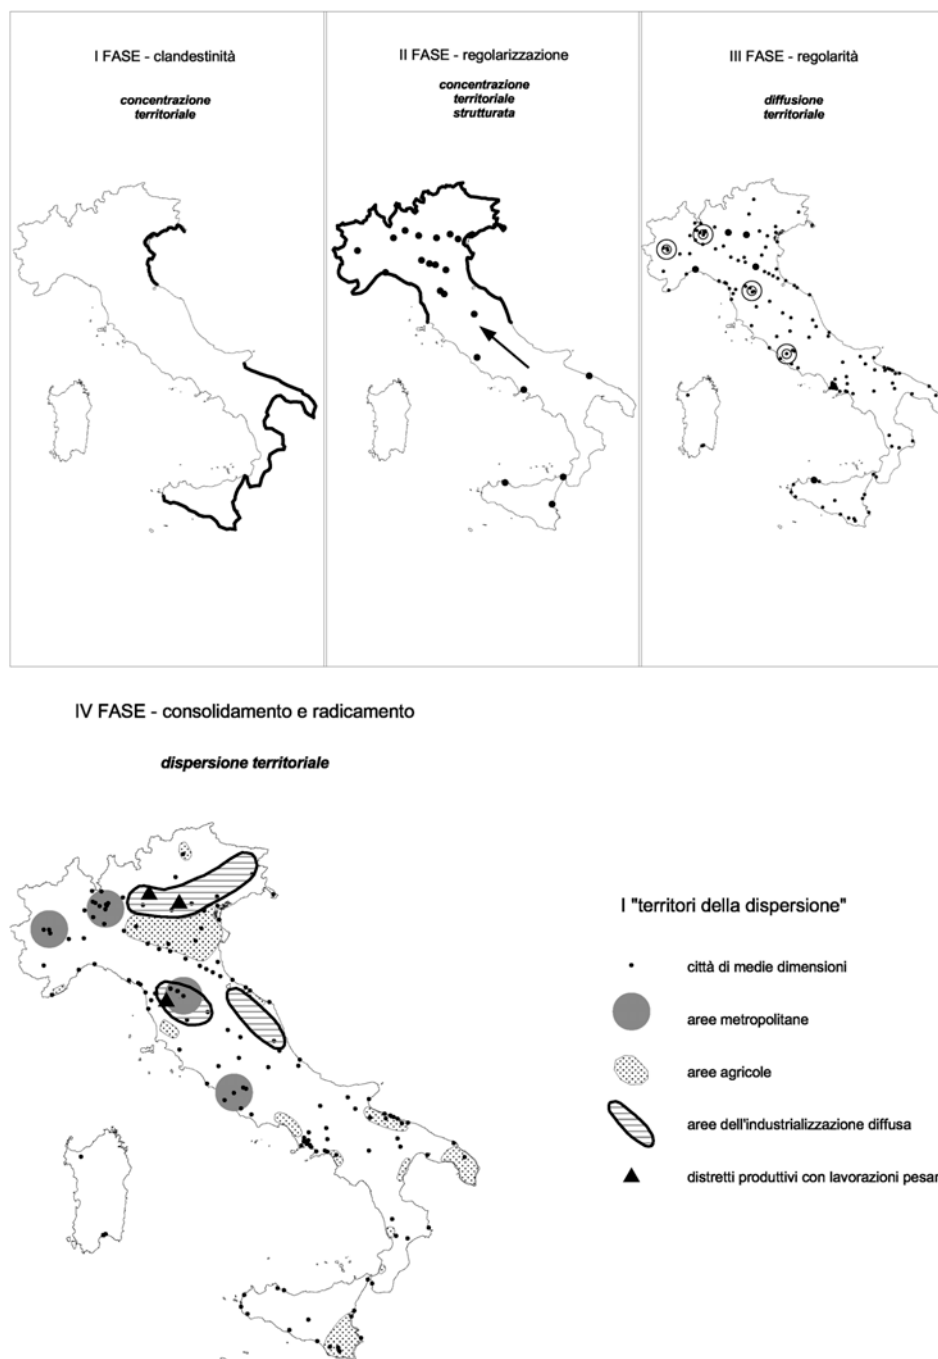 I FASE - clandestinità
concentrazione
territoriale
II FASE - regolarizzazione
concentrazione
territoriale
strutturata
III FASE - regolarità
diffusione
territoriale
IV FASE - consolidamento e radicamento
dispersione territoriale
I "territori della dispersione"
città di medie dimensioni
aree metropolitane
aree agricole
aree dell'industrializzazione diffusa
distretti produttivi con lavorazioni pesan